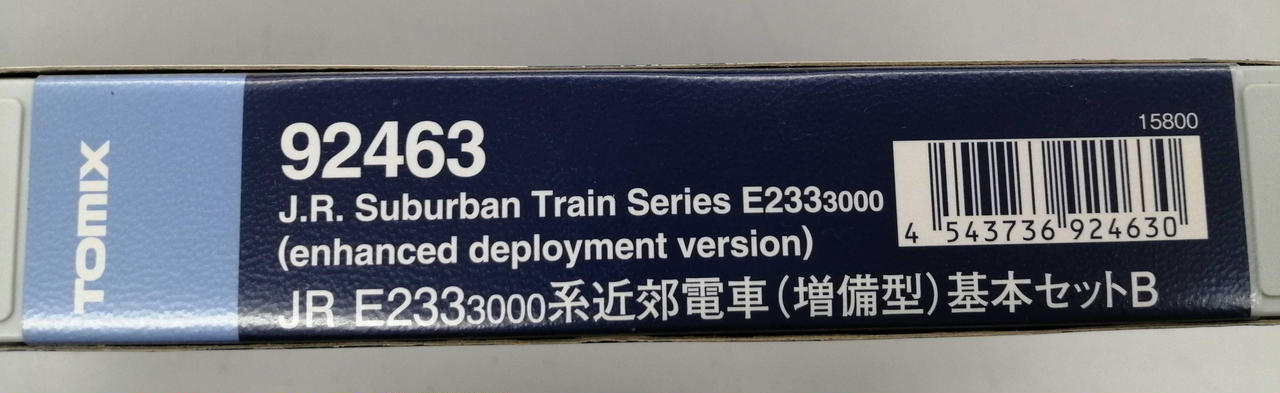 TOMIX
92463
J.R. Suburban Train Series E2333000
(enhanced deployment version)
JR E2333000系近郊電車(増備型)基本セットB
15800
4 543736 924630